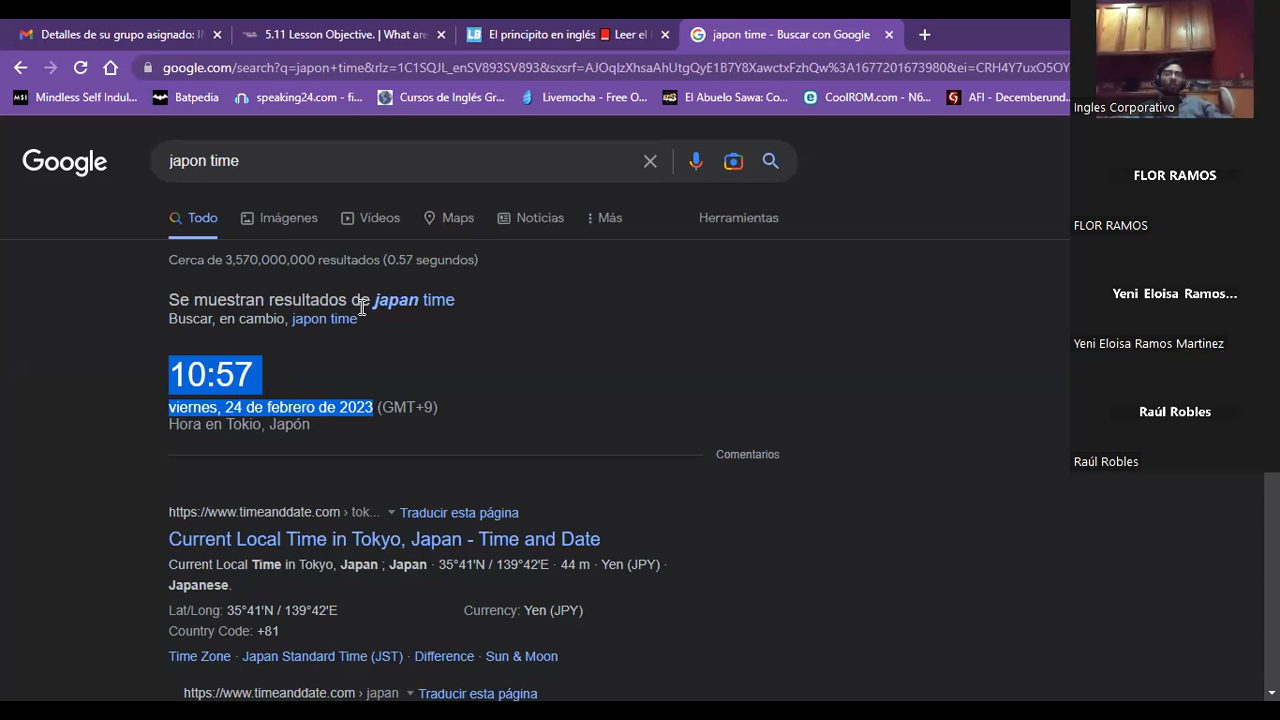 Detalles de su grupo asignado: I
5.11 Lesson Objective. | What are
El principito en inglés 📕 Leer el l
japon time - Buscar con Google
google.com/search?q=japon+time&rlz=1C1SQJL_enSV893SV893&sxsrf=AJOqlzXhsaAhUtgQyE1B7Y8XawctxFzhQw%3A1677201673980&ei=CRH4Y7uxO5OY
Mindless Self Indul...
Batpedia
speaking24.com - fi...
Cursos de Inglés Gr...
Livemocha - Free O...
El Abuelo Sawa: Co...
CoolROM.com - N6...
AFI - Decemberund...
Google
japon time
Todo
Imágenes
Vídeos
Maps
Noticias
Más
Herramientas
Cerca de 3,570,000,000 resultados (0.57 segundos)
Se muestran resultados de japan time
Buscar, en cambio, japon time
10:57
viernes, 24 de febrero de 2023 (GMT+9)
Hora en Tokio, Japón
Comentarios
https://www.timeanddate.com › tok... Traducir esta página
Current Local Time in Tokyo, Japan - Time and Date
Current Local Time in Tokyo, Japan ; Japan · 35°41'N / 139°42'E · 44 m · Yen (JPY) ·
Japanese.
Lat/Long: 35°41'N / 139°42'E
Currency: Yen (JPY)
Country Code: +81
Time Zone · Japan Standard Time (JST) · Difference · Sun & Moon
https://www.timeanddate.com › japan Traducir esta página
Ingles Corporativo
FLOR RAMOS
FLOR RAMOS
Yeni Eloisa Ramos...
Yeni Eloisa Ramos Martinez
Raúl Robles
Raúl Robles